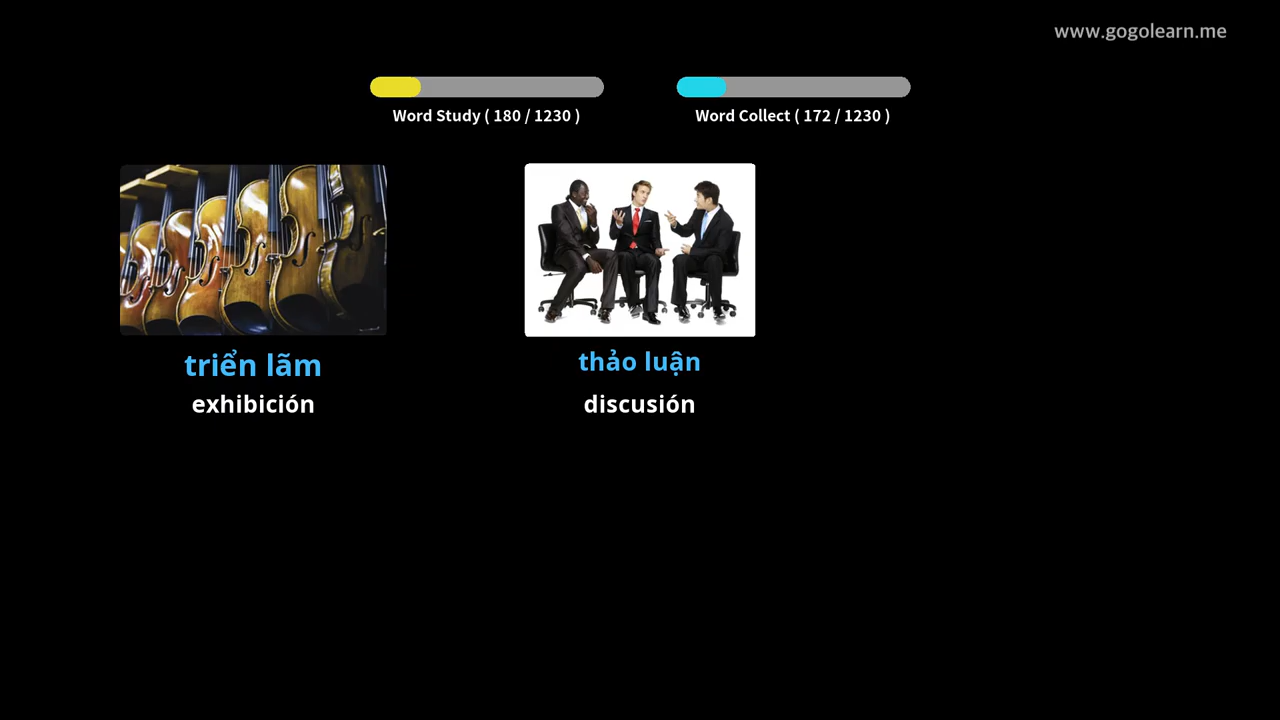 www.gogolearn.me
Word Study ( 180 / 1230 )
Word Collect ( 172 / 1230 )
triển lãm
exhibición
thảo luận
discusión